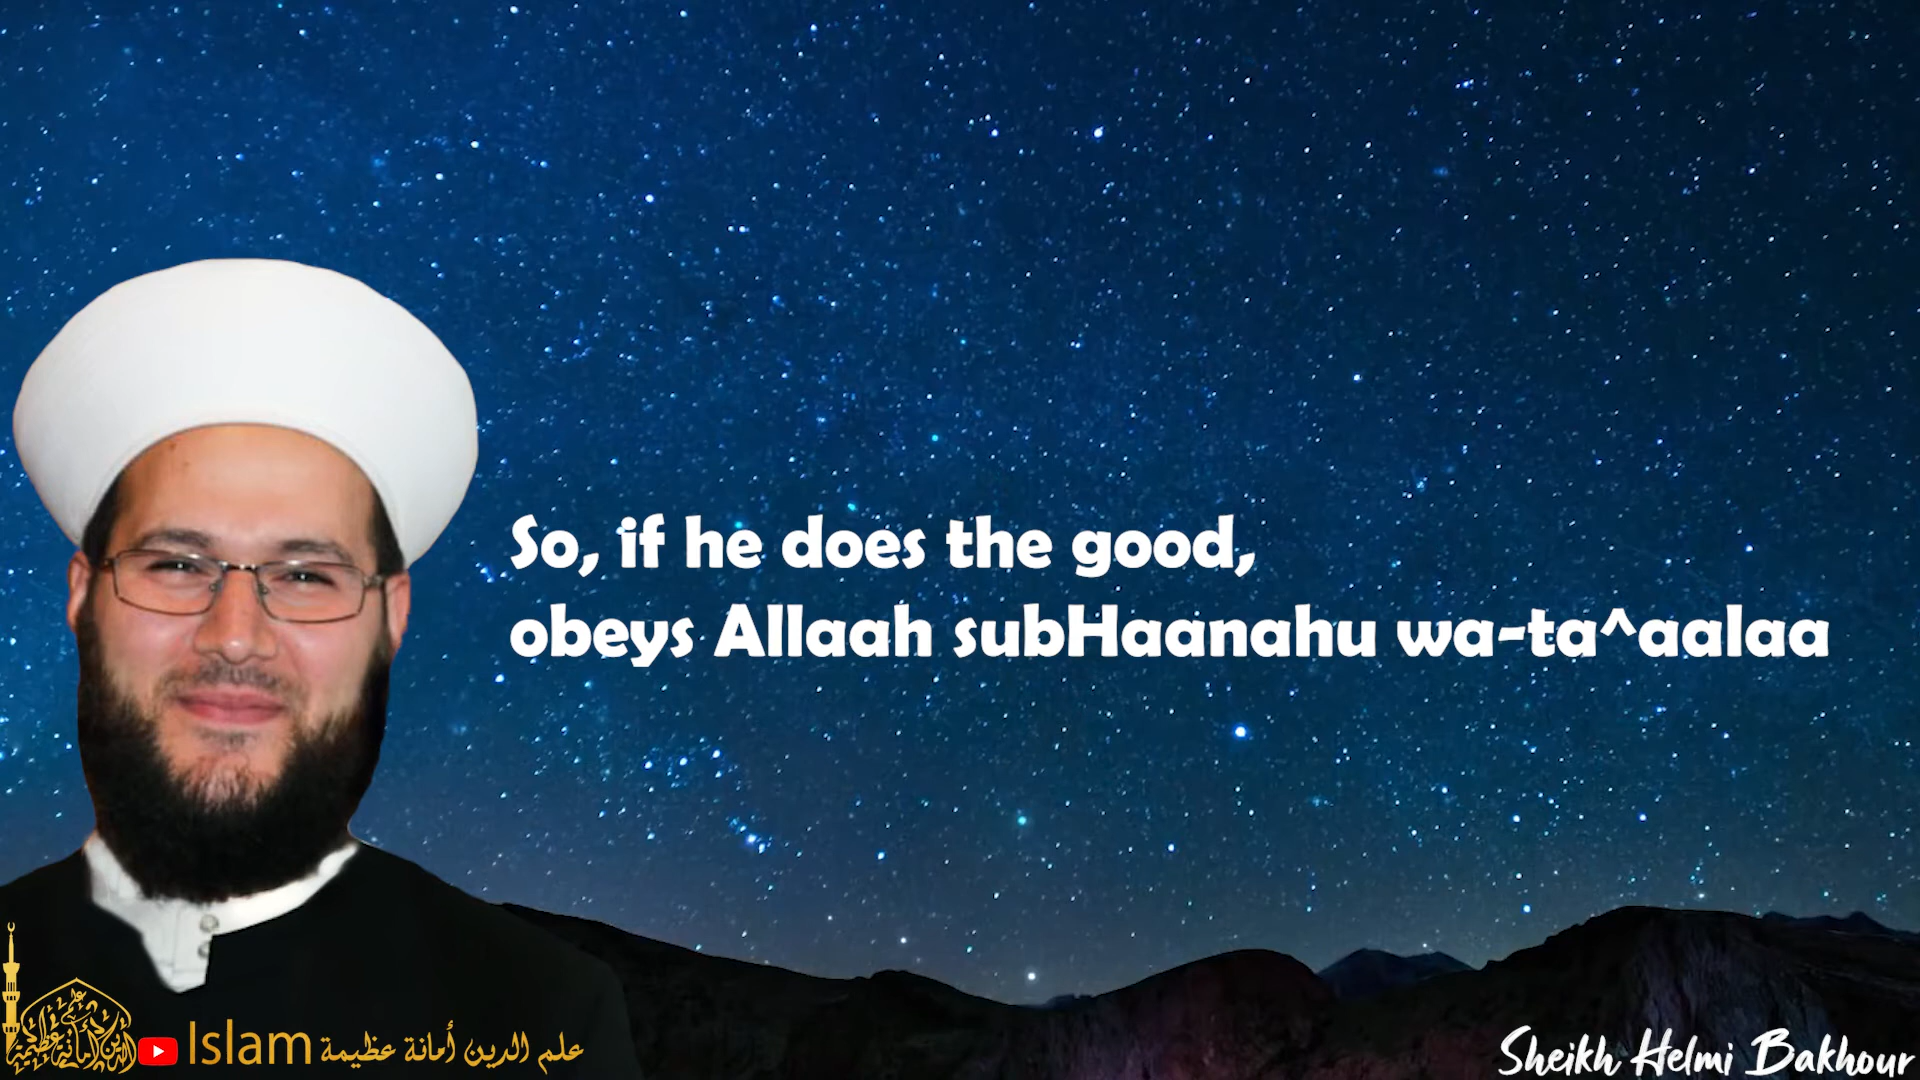 So, if he does the good,
obeys Allaah subHaanahu wa-ta^aalaa
Islam علم الدين أمانة عظيمة
Sheikh Helmi Bakhour